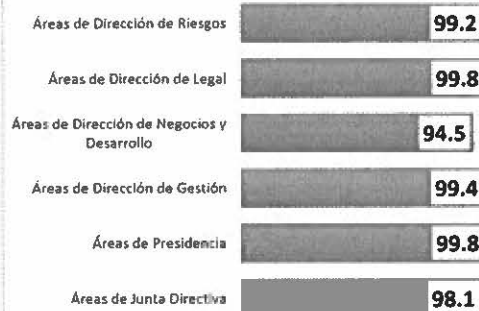 Áreas de Dirección de Riesgos 99.2
Áreas de Dirección de Legal 99.8
Áreas de Dirección de Negocios y
Desarrollo 94.5
Áreas de Dirección de Gestión 99.4
Áreas de Presidencia 99.8
Áreas de Junta Directiva 98.1